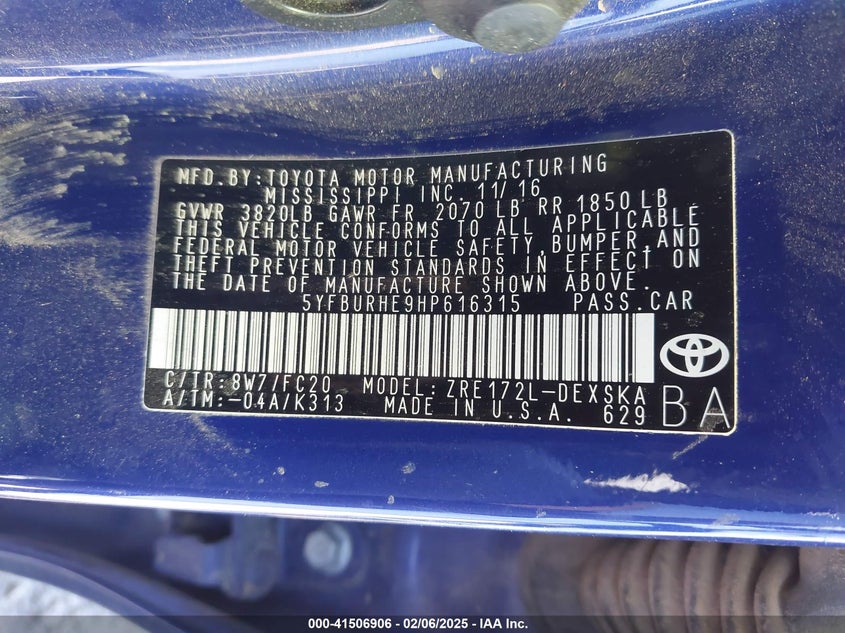 MFD.BY:TOYOTA MOTOR MANUFACTURING
MISSISSIPPI INC. 11/16
GVWR 3820LB GAWR FR 2070 LB RR 1850 LB
THIS VEHICLE CONFORMS TO ALL APPLICABLE
FEDERAL MOTOR VEHICLE SAFETY,BUMPER,AND
THEFT PREVENTION STANDARDS IN EFFECT ON
THE DATE OF MANUFACTURE SHOWN ABOVE.
5YFBURHE9HP616315 PASS.CAR
C/TR:8W7/FC20 MODEL:ZRE172L-DEXSKA
A/TM:-04A/K313 MADE IN U.S.A. 629
BA
000-41506906 - 02/06/2025 - IAA Inc.